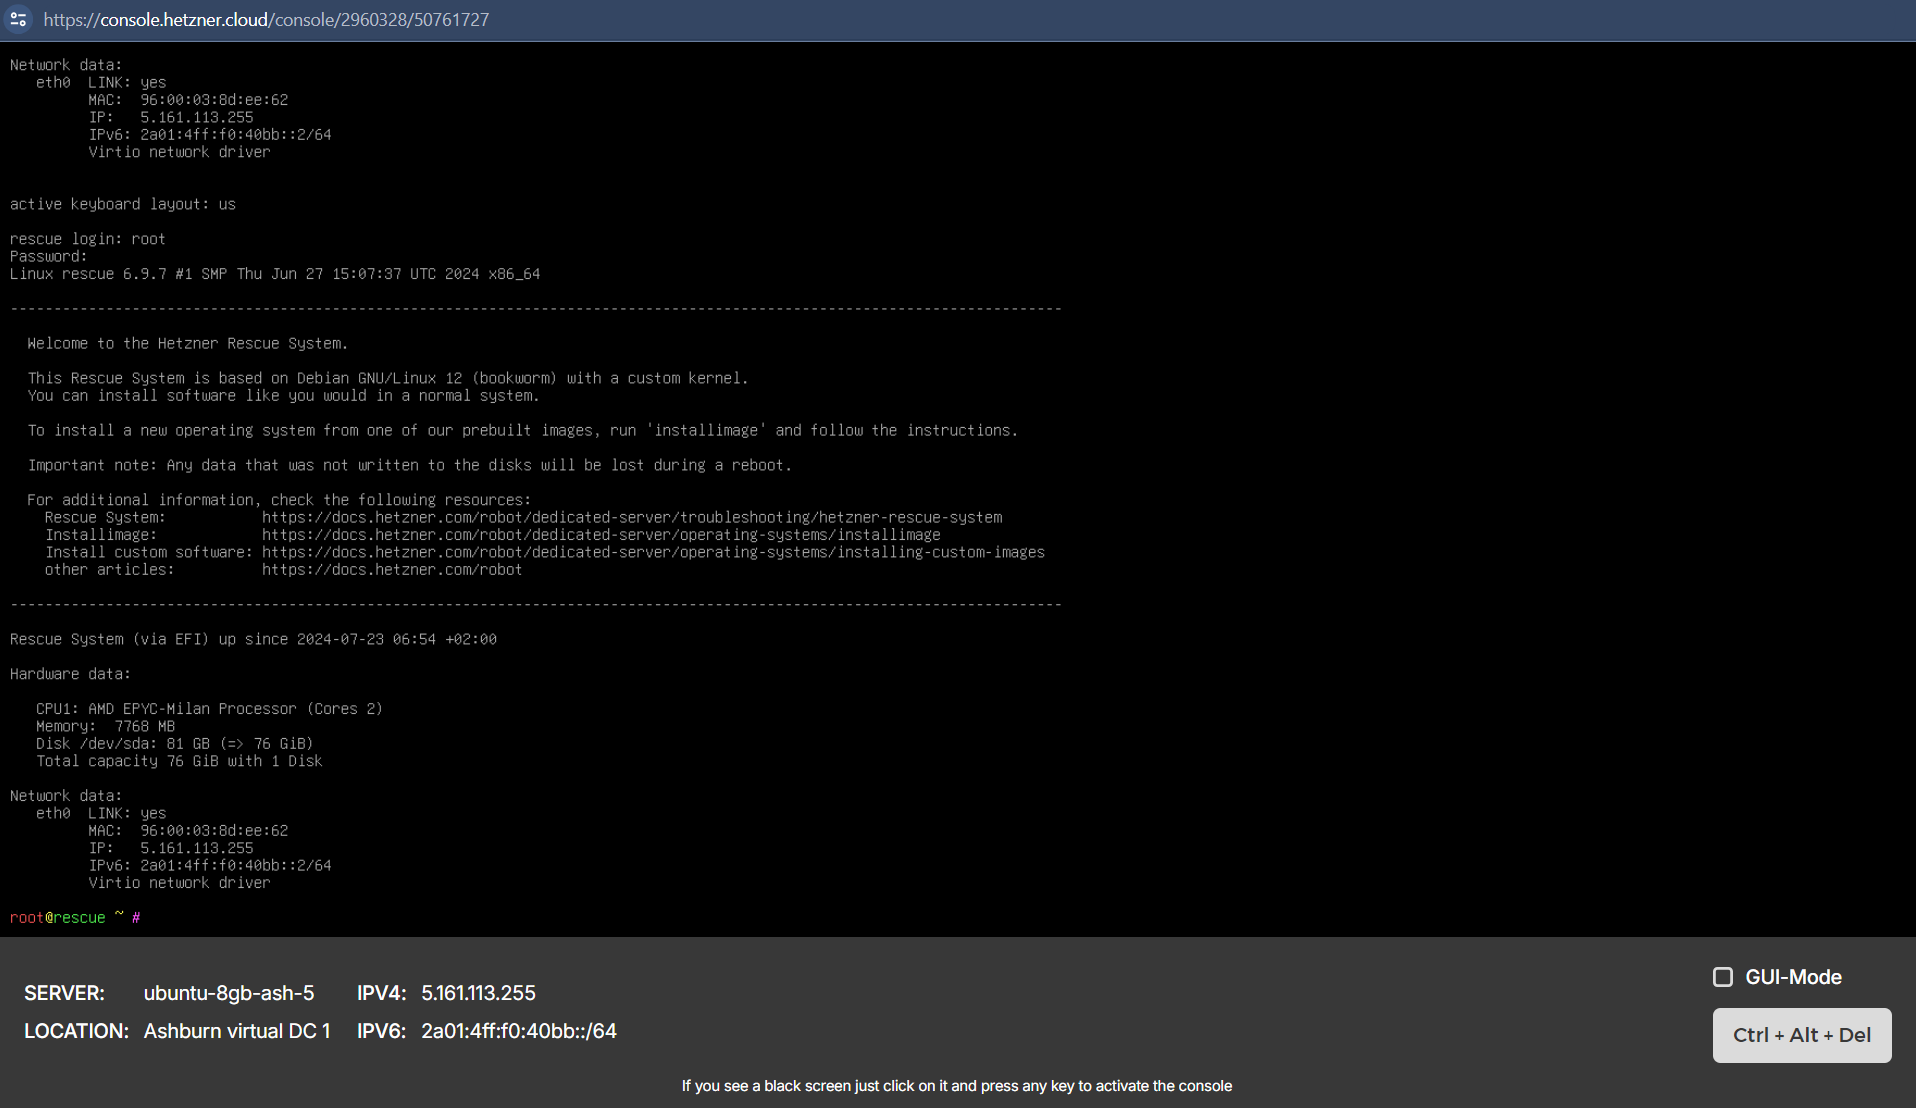 https://console.hetzner.cloud/console/2960328/50761727
Network data:
eth0 LINK: yes
MAC: 96:00:03:8d:ee:62
IP: 5.161.113.255
IPv6: 2a01:4ff:f0:40bb::2/64
Virtio network driver
active keyboard layout: us
rescue login: root
Password:
Linux rescue 6.9.7 #1 SMP Thu Jun 27 15:07:37 UTC 2024 x86_64
-------------------------------------------------------------------------------------------------------------------------
Welcome to the Hetzner Rescue System.
This Rescue System is based on Debian GNU/Linux 12 (bookworm) with a custom kernel.
You can install software like you would in a normal system.
To install a new operating system from one of our prebuilt images, run 'installimage' and follow the instructions.
Important note: Any data that was not written to the disks will be lost during a reboot.
For additional information, check the following resources:
Rescue System: https://docs.hetzner.com/robot/dedicated-server/troubleshooting/hetzner-rescue-system
Installimage: https://docs.hetzner.com/robot/dedicated-server/operating-systems/installimage
Install custom software: https://docs.hetzner.com/robot/dedicated-server/operating-systems/installing-custom-images
other articles: https://docs.hetzner.com/robot
-------------------------------------------------------------------------------------------------------------------------
Rescue System (via EFI) up since 2024-07-23 06:54 +02:00
Hardware data:
CPU1: AMD EPYC-Milan Processor (Cores 2)
Memory: 7768 MB
Disk /dev/sda: 81 GB (=> 76 GiB)
Total capacity 76 GiB with 1 Disk
Network data:
eth0 LINK: yes
MAC: 96:00:03:8d:ee:62
IP: 5.161.113.255
IPv6: 2a01:4ff:f0:40bb::2/64
Virtio network driver
root@rescue ~ #
SERVER: ubuntu-8gb-ash-5 IPV4: 5.161.113.255
LOCATION: Ashburn virtual DC 1 IPV6: 2a01:4ff:f0:40bb::/64
GUI-Mode
Ctrl + Alt + Del
If you see a black screen just click on it and press any key to activate the console